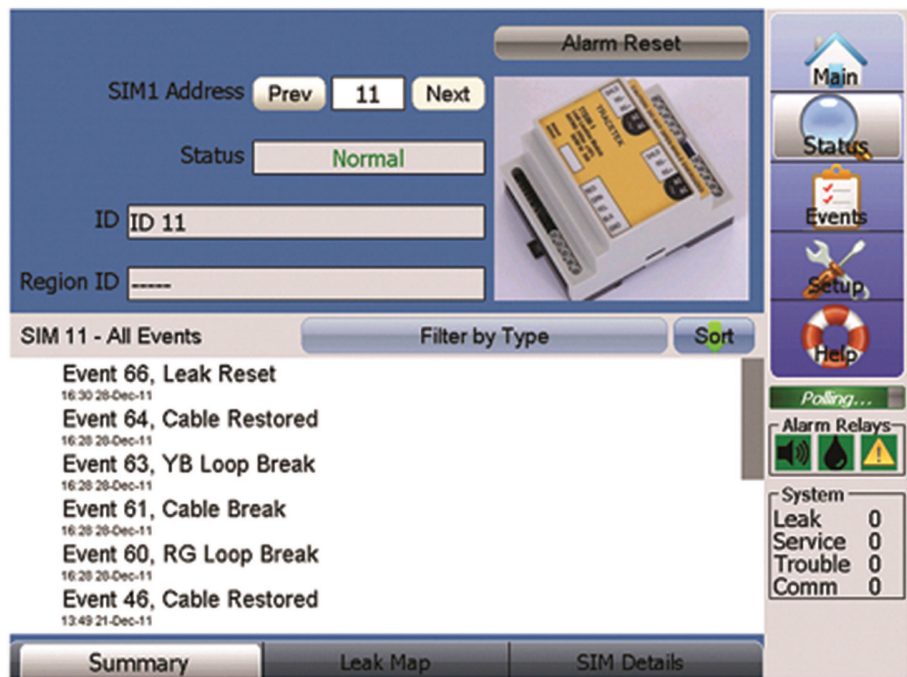 Alarm Reset
SIM1 Address Prev 11 Next
Status Normal
ID ID 11
Region ID -----
TRACETEK
SIM 11 - All Events Filter by Type Sort
Event 66, Leak Reset
16:30 28-Dec-11
Event 64, Cable Restored
16:28 28-Dec-11
Event 63, YB Loop Break
16:28 28-Dec-11
Event 61, Cable Break
16:28 28-Dec-11
Event 60, RG Loop Break
16:28 28-Dec-11
Event 46, Cable Restored
13:49 21-Dec-11
Summary Leak Map SIM Details
Main
Status
Events
Setup
Help
Polling...
Alarm Relays
System
Leak 0
Service 0
Trouble 0
Comm 0